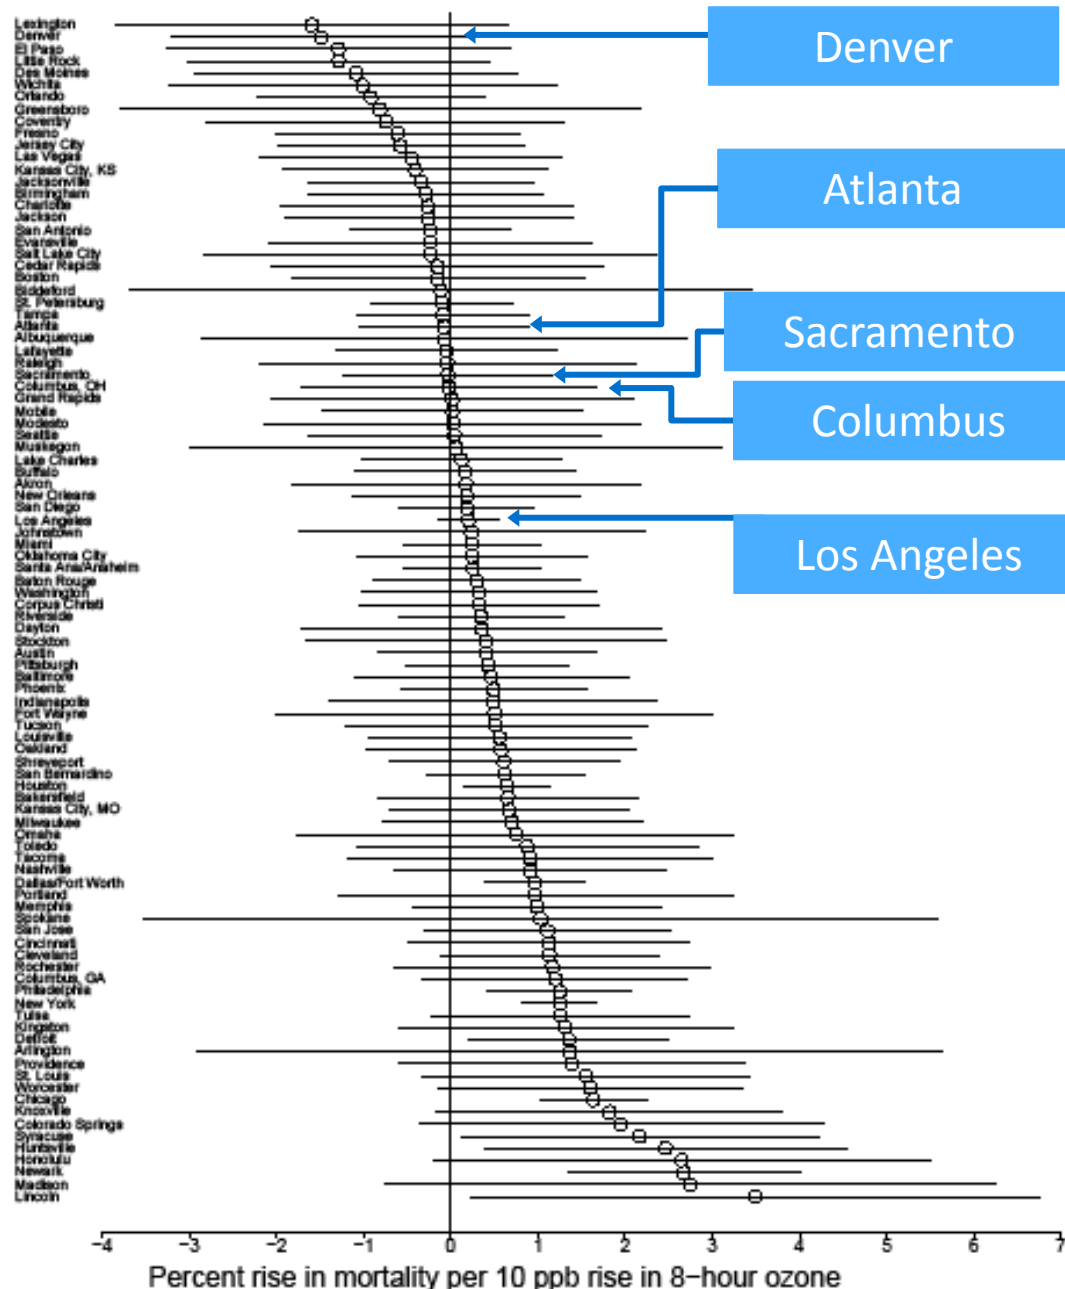 Lexington
Denver
El Paso
Little Rock
Des Moines
Wichita
Orlando
Greensboro
Coventry
Fresno
Jersey City
Las Vegas
Kansas City, KS
Jacksonville
Birmingham
Charlotte
Jackson
San Antonio
Evansville
Salt Lake City
Cedar Rapids
Boston
Biddeford
St. Petersburg
Tampa
Atlanta
Albuquerque
Lafayette
Raleigh
Sacramento
Columbus, OH
Grand Rapids
Mobile
Modesto
Seattle
Muskegon
Lake Charles
Buffalo
Akron
New Orleans
San Diego
Los Angeles
Johnstown
Miami
Oklahoma City
Santa Ana/Anaheim
Baton Rouge
Washington
Corpus Christi
Riverside
Dayton
Stockton
Austin
Pittsburgh
Baltimore
Phoenix
Indianapolis
Fort Wayne
Tucson
Louisville
Oakland
Shreveport
San Bernardino
Houston
Bakersfield
Kansas City, MO
Milwaukee
Omaha
Toledo
Tacoma
Nashville
Dallas/Fort Worth
Portland
Memphis
Spokane
San Jose
Cincinnati
Cleveland
Rochester
Columbus, GA
Philadelphia
New York
Tulsa
Kingston
Detroit
Arlington
Providence
St. Louis
Worcester
Chicago
Knoxville
Colorado Springs
Syracuse
Huntsville
Honolulu
Newark
Madison
Lincoln
Denver
Atlanta
Sacramento
Columbus
Los Angeles
−4 −3 −2 −1 0 1 2 3 4 5 6 7
Percent rise in mortality per 10 ppb rise in 8−hour ozone